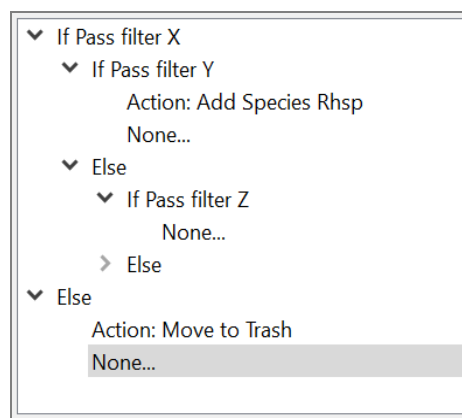 If Pass filter X
If Pass filter Y
Action: Add Species Rhsp
None...
Else
If Pass filter Z
None...
Else
Else
Action: Move to Trash
None...